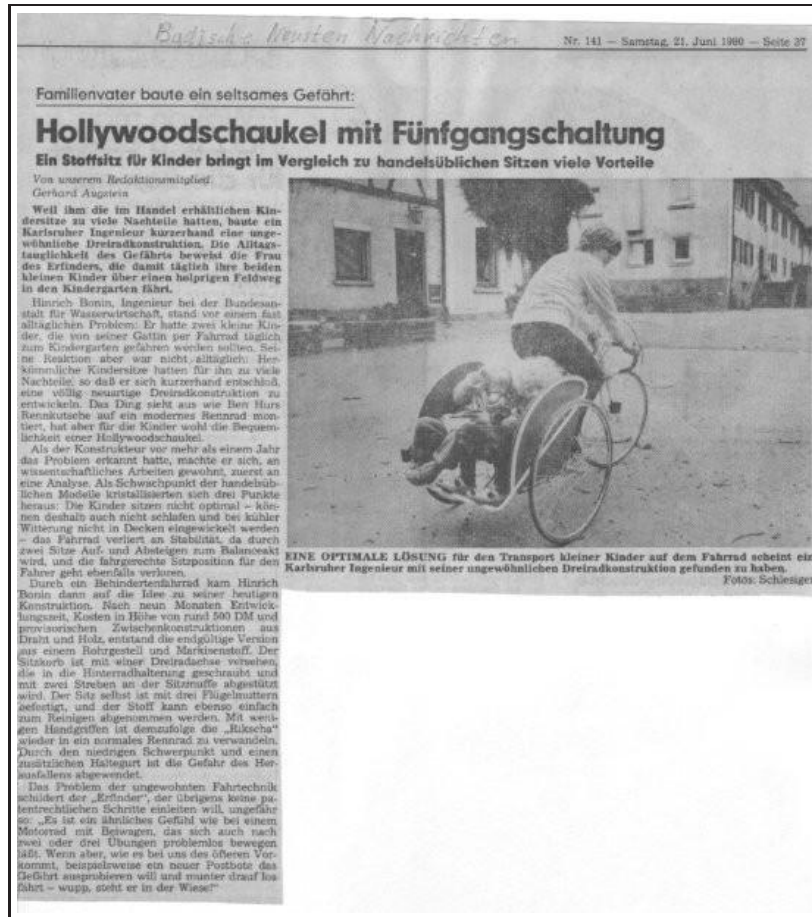 Badische Neusten Nachrichten
Nr. 141 — Samstag, 21. Juni 1980 — Seite 37
Familienvater baute ein seltsames Gefährt:
Hollywoodschaukel mit Fünfgangschaltung
Ein Stoffsitz für Kinder bringt im Vergleich zu handelsüblichen Sitzen viele Vorteile
Von unserem Redaktionsmitglied
Gerhard Augstein
Weil ihm die im Handel erhältlichen Kin-
dersitze zu viele Nachteile hatten, baute ein
Karlsruher Ingenieur kurzerhand eine unge-
wöhnliche Dreiradkonstruktion. Die Alltags-
tauglichkeit des Gefährts beweist die Frau
des Erfinders, die damit täglich ihre beiden
kleinen Kinder über einen holprigen Feldweg
in den Kindergarten fährt.
Hinrich Bonin, Ingenieur bei der Bundesan-
stalt für Wasserwirtschaft, stand vor einem fast
alltäglichen Problem: Er hatte zwei kleine Kin-
der, die von seiner Gattin per Fahrrad täglich
zum Kindergarten gefahren werden sollten. Sei-
ne Reaktion aber war nicht alltäglich: Her-
kömmliche Kindersitze hatten für ihn zu viele
Nachteile, so daß er sich kurzerhand entschloß,
eine völlig neuartige Dreiradkonstruktion zu
entwickeln. Das Ding sieht aus wie Ben Hurs
Rennkutsche auf ein modernes Rennrad mon-
tiert, hat aber für die Kinder wohl die Bequem-
lichkeit einer Hollywoodschaukel.
Als der Konstrukteur vor mehr als einem Jahr
das Problem erkannt hatte, machte er sich, an
wissenschaftliches Arbeiten gewohnt, zuerst an
eine Analyse. Als Schwachpunkt der handelsüb-
lichen Modelle kristallisierten sich drei Punkte
heraus: Die Kinder sitzen nicht optimal – kön-
nen deshalb auch nicht schlafen und bei kühler
Witterung nicht in Decken eingewickelt werden
– das Fahrrad verliert an Stabilität, da durch
zwei Sitze Auf- und Absteigen zum Balanceakt
wird, und die fahrgerechte Sitzposition für den
Fahrer geht ebenfalls verloren.
Durch ein Behindertenfahrrad kam Hinrich
Bonin dann auf die Idee zu seiner heutigen
Konstruktion. Nach neun Monaten Entwick-
lungszeit, Kosten in Höhe von rund 500 DM und
provisorischen Zwischenkonstruktionen aus
Draht und Holz, entstand die endgültige Version
aus einem Rohrgestell und Markisenstoff. Der
Sitzkorb ist mit einer Dreiradachse versehen,
die in die Hinterradhalterung geschraubt und
mit zwei Streben an der Sitzmuffe abgestützt
wird. Der Sitz selbst ist mit drei Flügelmuttern
befestigt, und der Stoff kann ebenso einfach
zum Reinigen abgenommen werden. Mit weni-
gen Handgriffen ist demzufolge die „Rikscha“
wieder in ein normales Rennrad zu verwandeln.
Durch den niedrigen Schwerpunkt und einen
zusätzlichen Haltegurt ist die Gefahr des Her-
ausfallens abgewendet.
Das Problem der ungewohnten Fahrtechnik
schildert der „Erfinder“, der übrigens keine pa-
tentrechtlichen Schritte einleiten will, ungefähr
so: „Es ist ein ähnliches Gefühl wie bei einem
Motorrad mit Beiwagen, das sich auch nach
zwei oder drei Übungen problemlos bewegen
läßt. Wenn aber, wie es bei uns des öfteren Vor-
kommt, beispielsweise ein neuer Postbote das
Gefährt ausprobieren will und munter drauf los
fährt – wupp, steht er in der Wiese!“
EINE OPTIMALE LÖSUNG für den Transport kleiner Kinder auf dem Fahrrad scheint ein
Karlsruher Ingenieur mit seiner ungewöhnlichen Dreiradkonstruktion gefunden zu haben.
Fotos: Schlesiger